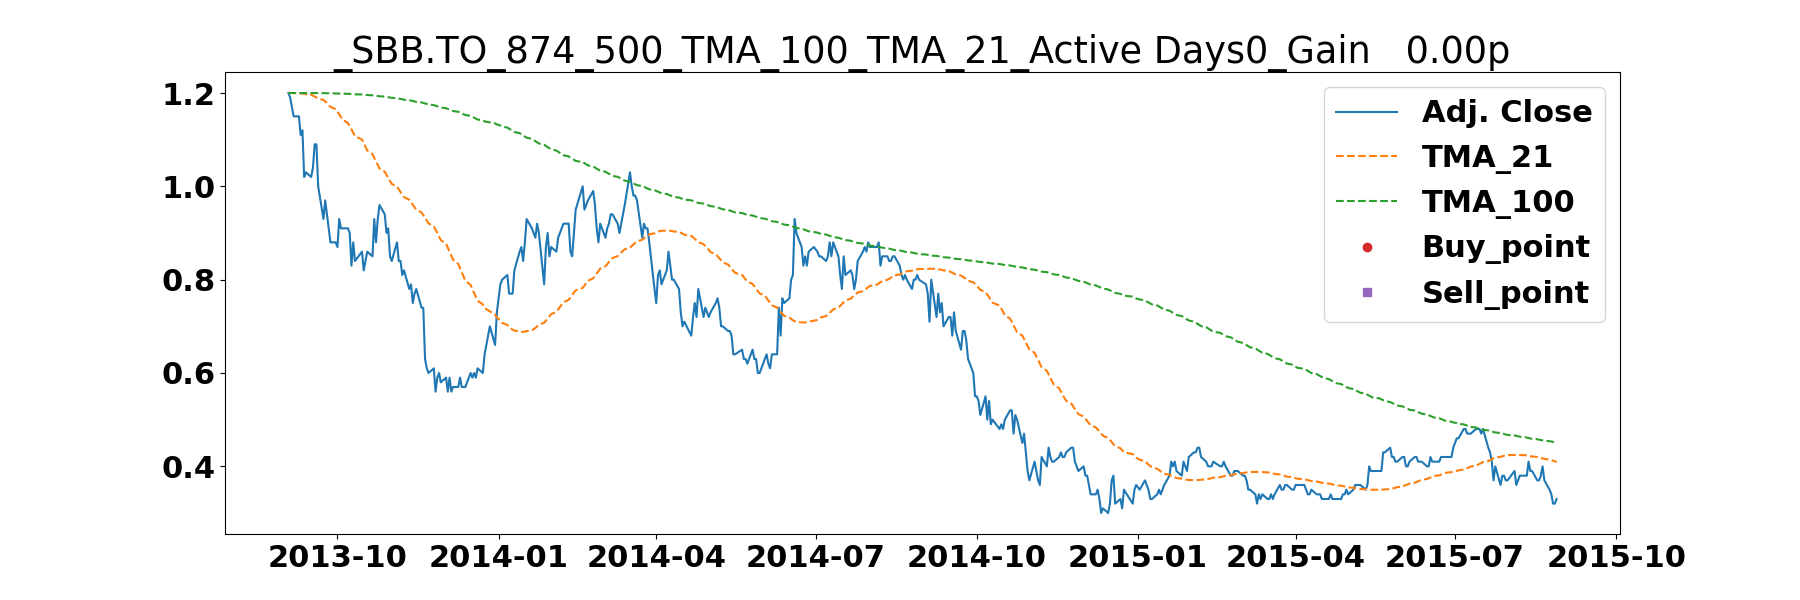 _SBB.TO_874_500_TMA_100_TMA_21_Active Days0_Gain   0.00p
1.2
1.0
0.8
0.6
0.4
Adj. Close
TMA_21
TMA_100
Buy_point
Sell_point
2013-10 2014-01 2014-04 2014-07 2014-10 2015-01 2015-04 2015-07 2015-10